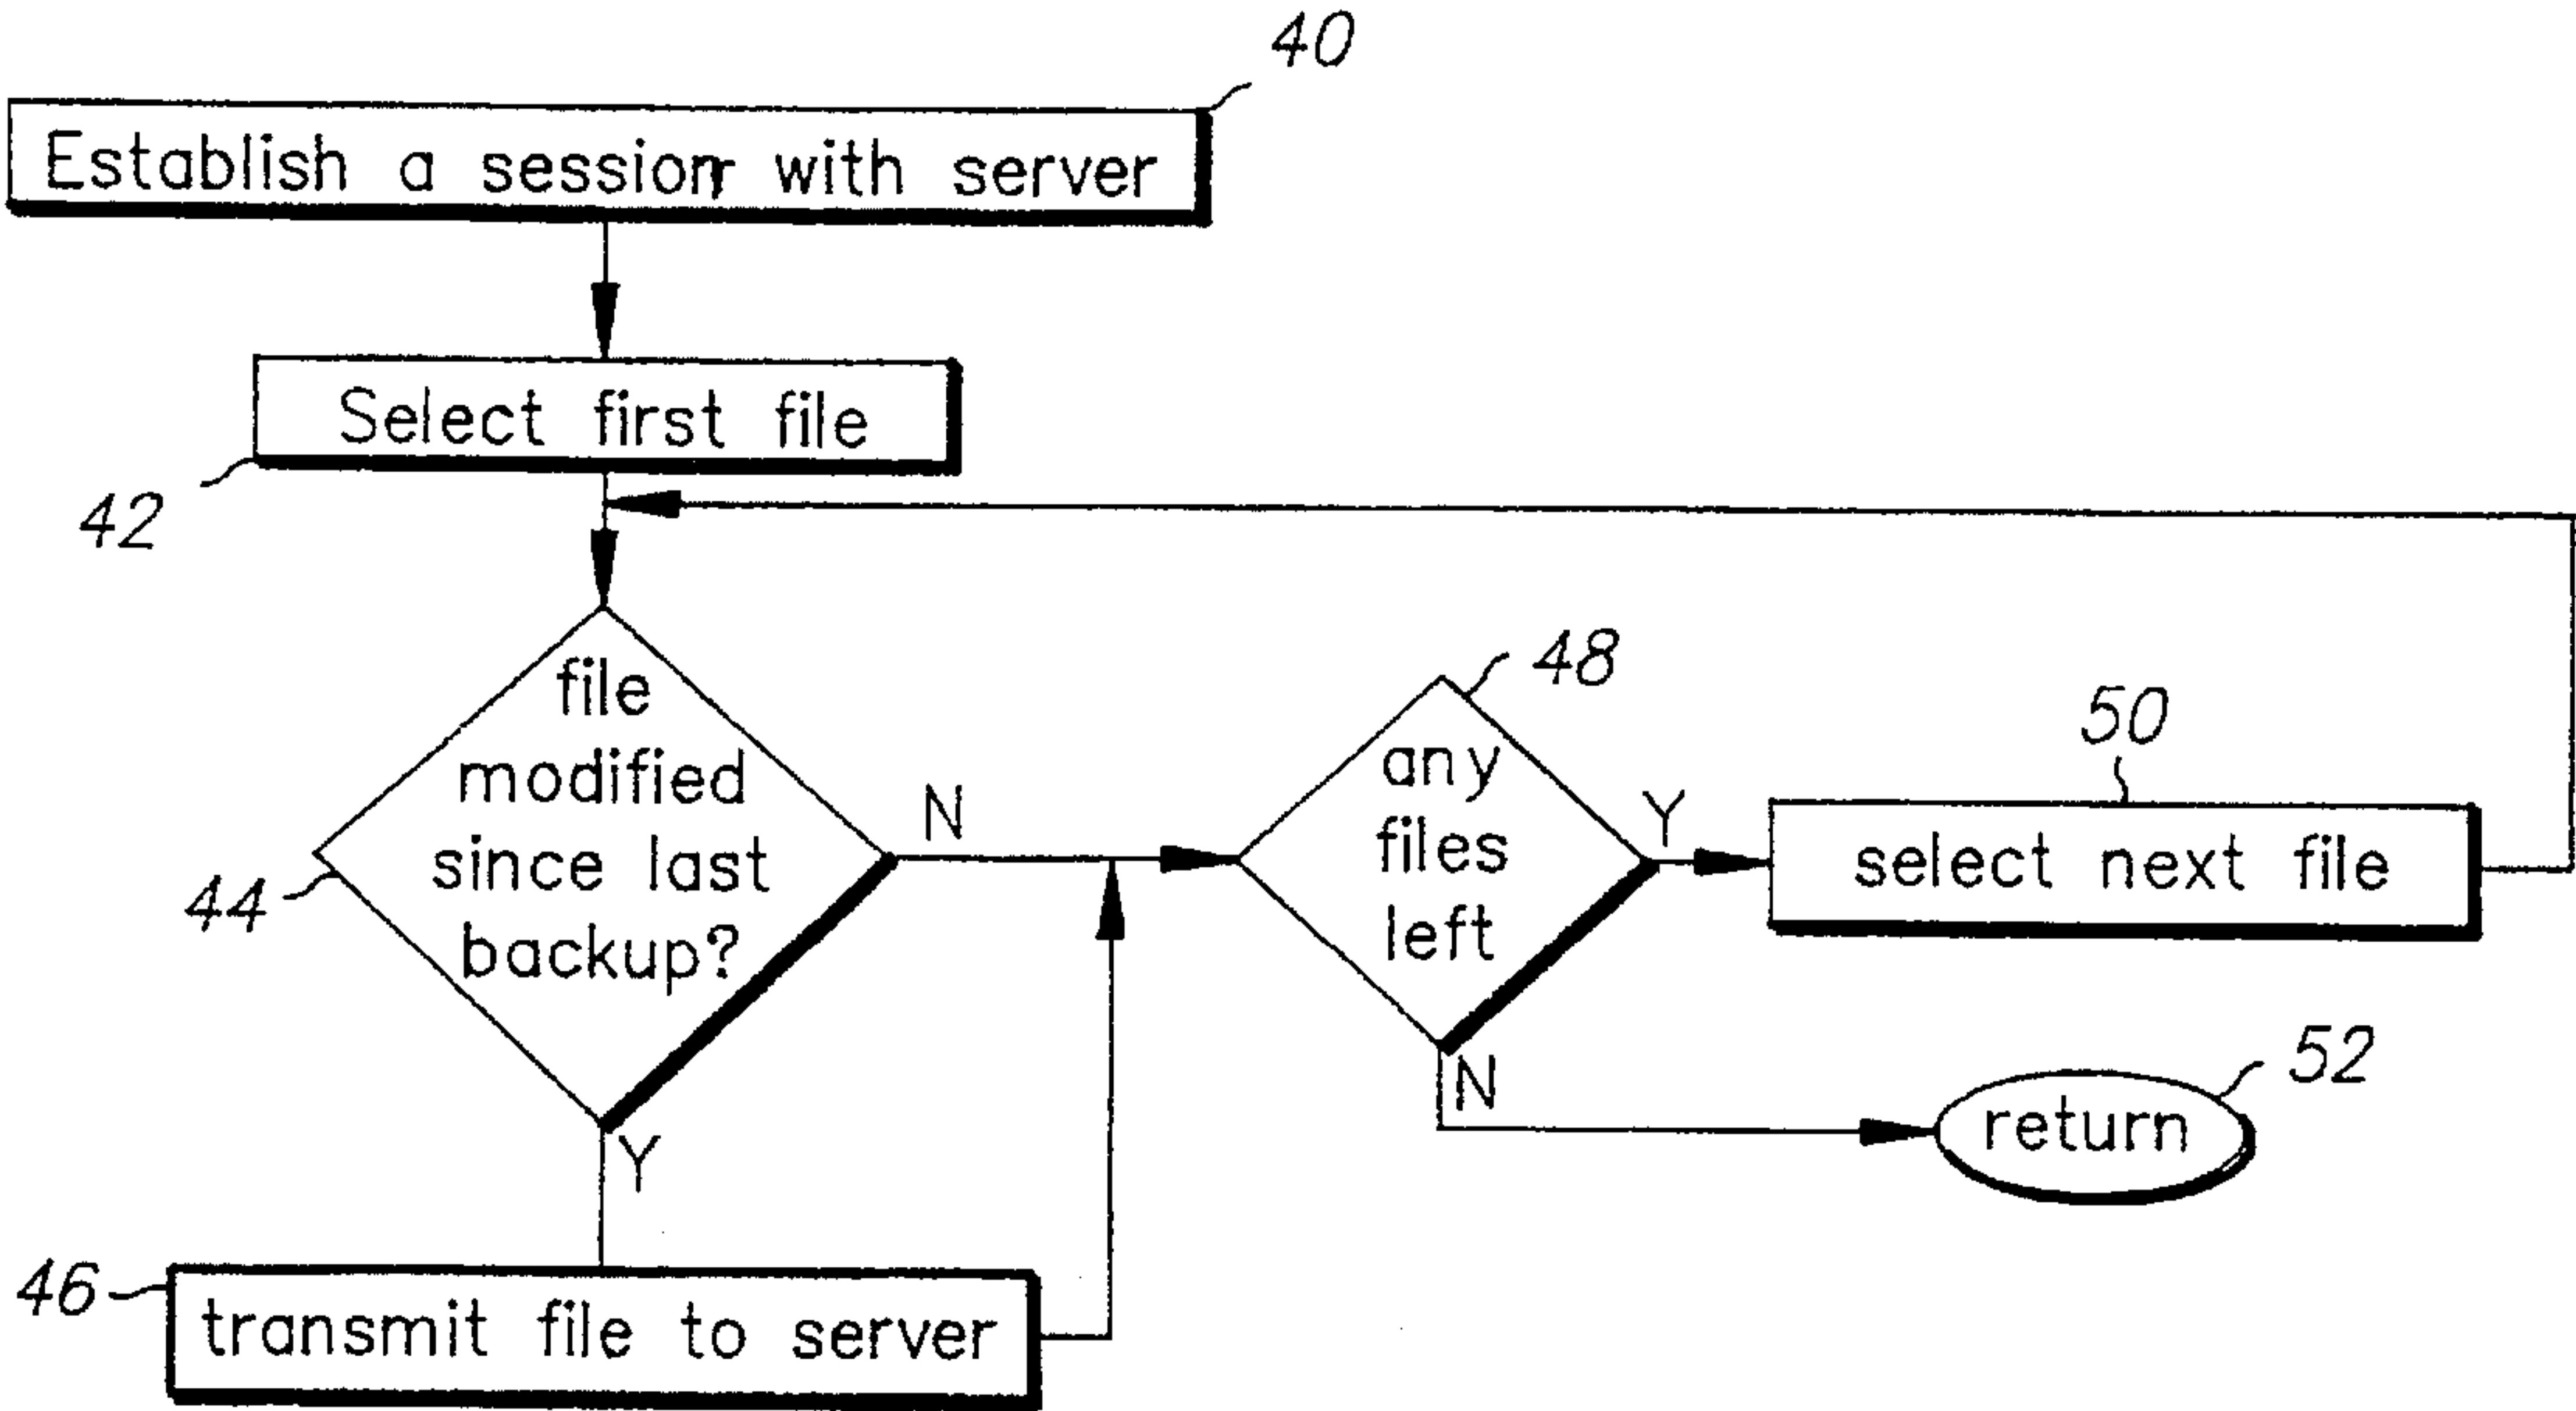 40
Establish a session with server
Select first file
42
file
modified
since last
backup?
44
N
Y
46
transmit file to server
48
any
files
left
Y
N
50
select next file
52
return